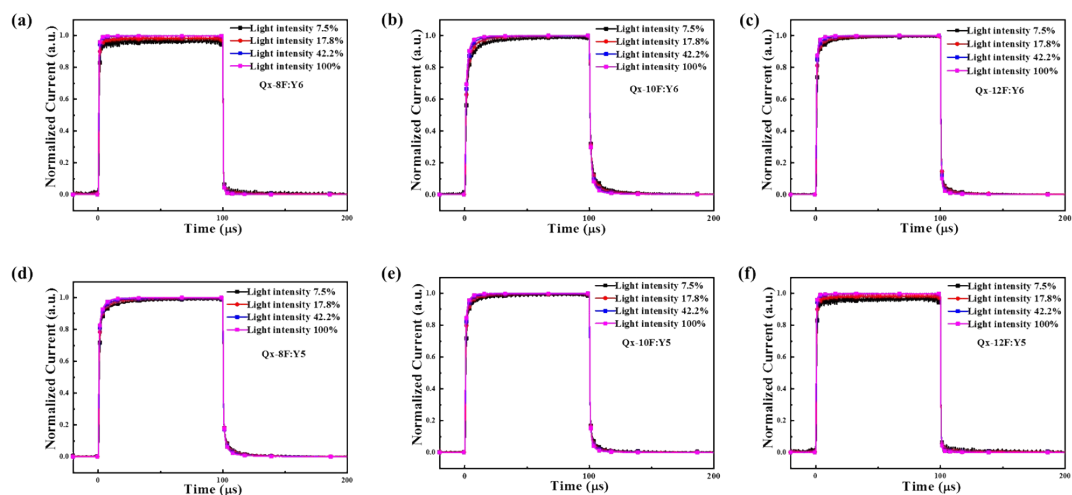 (a)
Normalized Current (a.u.)
1.0
0.8
0.6
0.4
0.2
0.0
Light intensity 7.5%
Light intensity 17.8%
Light intensity 42.2%
Light intensity 100%
Qx-8F:Y6
0
100
200
Time (μs)
(b)
Normalized Current (a.u.)
1.0
0.8
0.6
0.4
0.2
0.0
Light intensity 7.5%
Light intensity 17.8%
Light intensity 42.2%
Light intensity 100%
Qx-10F:Y6
0
100
200
Time (μs)
(c)
Normalized Current (a.u.)
1.0
0.8
0.6
0.4
0.2
0.0
Light intensity 7.5%
Light intensity 17.8%
Light intensity 42.2%
Light intensity 100%
Qx-12F:Y6
0
100
200
Time (μs)
(d)
Normalized Current (a.u.)
1.0
0.8
0.6
0.4
0.2
0.0
Light intensity 7.5%
Light intensity 17.8%
Light intensity 42.2%
Light intensity 100%
Qx-8F:Y5
0
100
200
Time (μs)
(e)
Normalized Current (a.u.)
1.0
0.8
0.6
0.4
0.2
0.0
Light intensity 7.5%
Light intensity 17.8%
Light intensity 42.2%
Light intensity 100%
Qx-10F:Y5
0
100
200
Time (μs)
(f)
Normalized Current (a.u.)
1.0
0.8
0.6
0.4
0.2
0.0
Light intensity 7.5%
Light intensity 17.8%
Light intensity 42.2%
Light intensity 100%
Qx-12F:Y5
0
100
200
Time (μs)